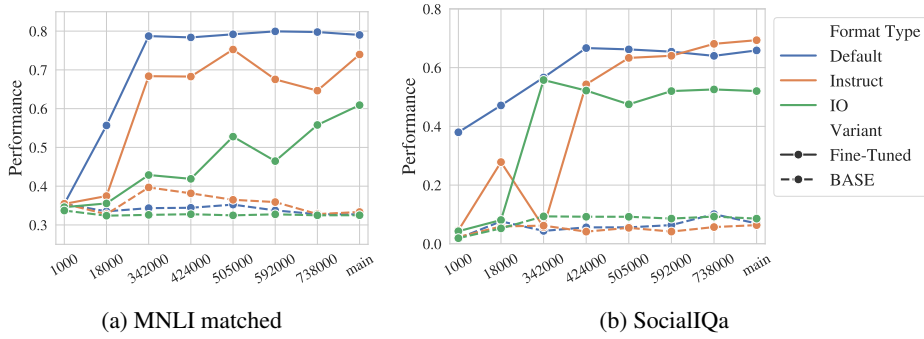 0.8
0.7
0.6
0.5
0.4
0.3
Performance
1000
18000
342000
424000
505000
592000
738000
main
(a) MNLI matched
0.8
0.6
0.4
0.2
0.0
Performance
1000
18000
342000
424000
505000
592000
738000
main
(b) SocialIQa
Format Type
Default
Instruct
IO
Variant
Fine-Tuned
BASE